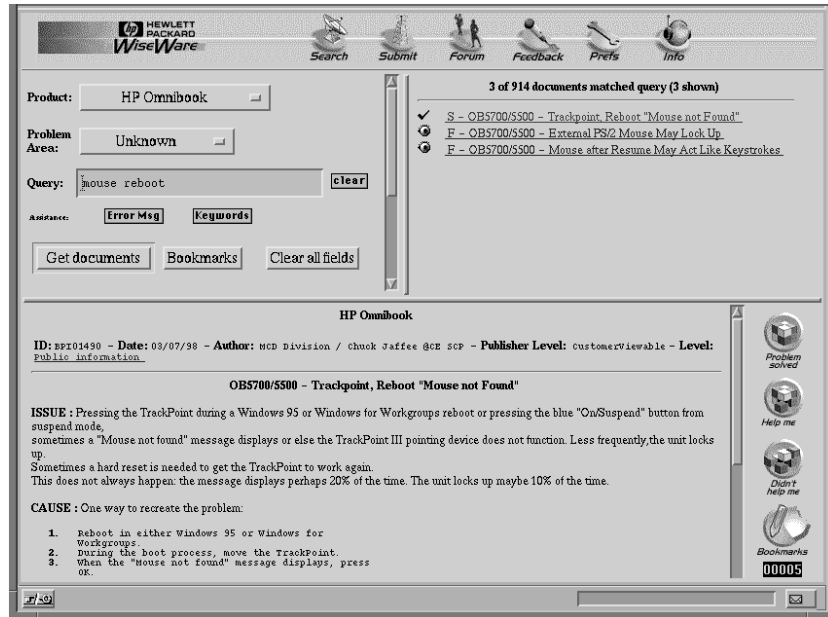 HEWLETT
PACKARD
WiseWare
Search Submit Forum Feedback Prefs Info
Product: HP Omnibook
Problem
Area: Unknown
Query: mouse reboot clear
Assistance: Error Msg Keywords
Get documents Bookmarks Clear all fields
3 of 914 documents matched query (3 shown)
S - OB5700/5500 - Trackpoint, Reboot "Mouse not Found"
F - OB5700/5500 - External PS/2 Mouse May Lock Up
F - OB5700/5500 - Mouse after Resume May Act Like Keystrokes
HP Omnibook
ID: BPI01490 - Date: 03/07/98 - Author: MCD Division / Chuck Jaffee @CE SCP - Publisher Level: CustomerViewable - Level:
Public information
OB5700/5500 - Trackpoint, Reboot "Mouse not Found"
ISSUE : Pressing the TrackPoint during a Windows 95 or Windows for Workgroups reboot or pressing the blue "On/Suspend" button from
suspend mode,
sometimes a "Mouse not found" message displays or else the TrackPoint III pointing device does not function. Less frequently,the unit locks
up.
Sometimes a hard reset is needed to get the TrackPoint to work again.
This does not always happen: the message displays perhaps 20% of the time. The unit locks up maybe 10% of the time.
CAUSE : One way to recreate the problem:
1. Reboot in either Windows 95 or Windows for
Workgroups.
2. During the boot process, move the TrackPoint.
3. When the "Mouse not found" message displays, press
OK.
Problem
solved
Help me
Didn't
help me
Bookmarks
00005